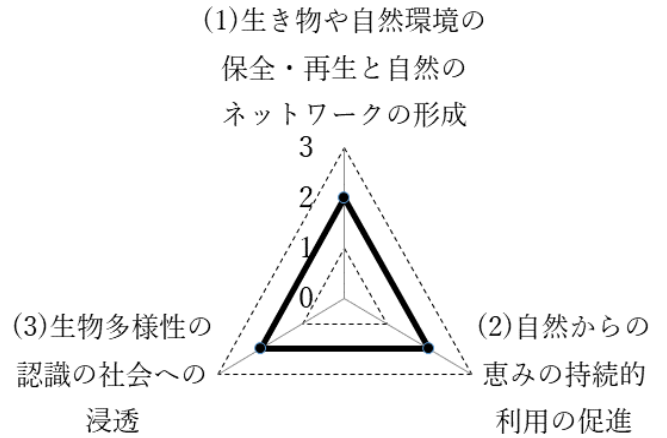 (1)生き物や自然環境の
保全・再生と自然の
ネットワークの形成
3
2
1
0
(3)生物多様性の
認識の社会への
浸透
(2)自然からの
恵みの持続的
利用の促進